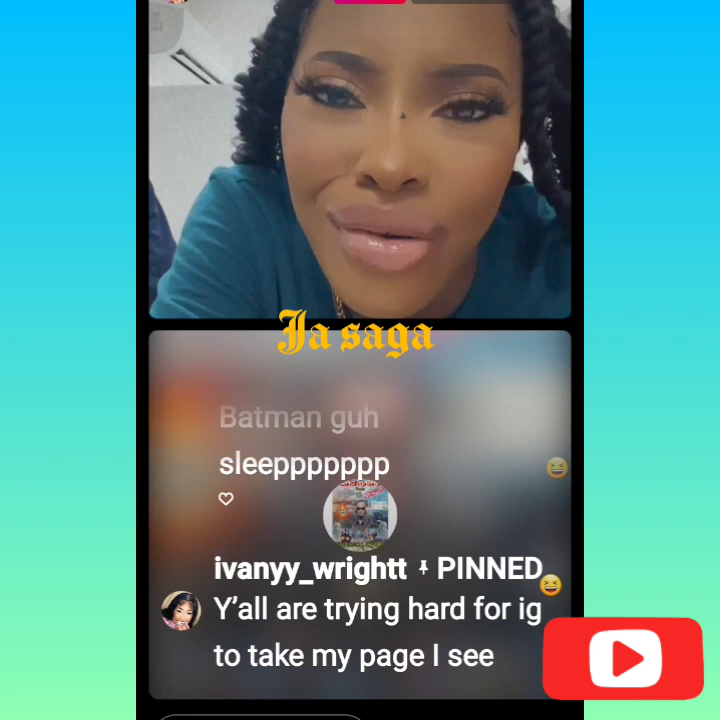 Ja saga
Batman guh
sleeppppppp
ivanyy_wrightt PINNED
Y’all are trying hard for ig
to take my page I see